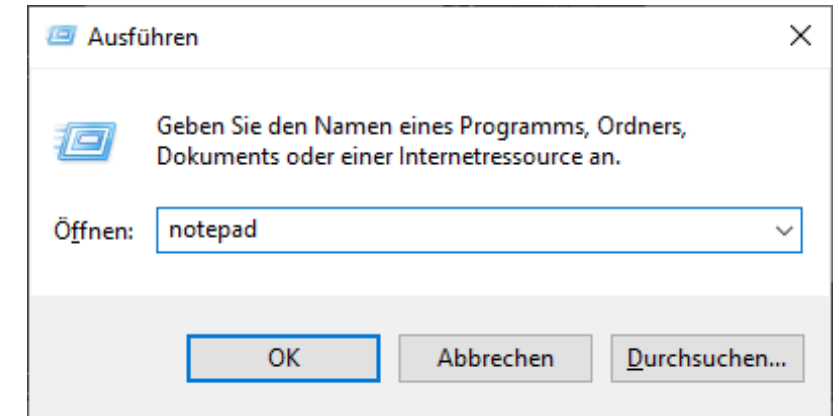 Ausführen
Geben Sie den Namen eines Programms, Ordners,
Dokuments oder einer Internetressource an.
Öffnen: notepad
OK Abbrechen Durchsuchen...